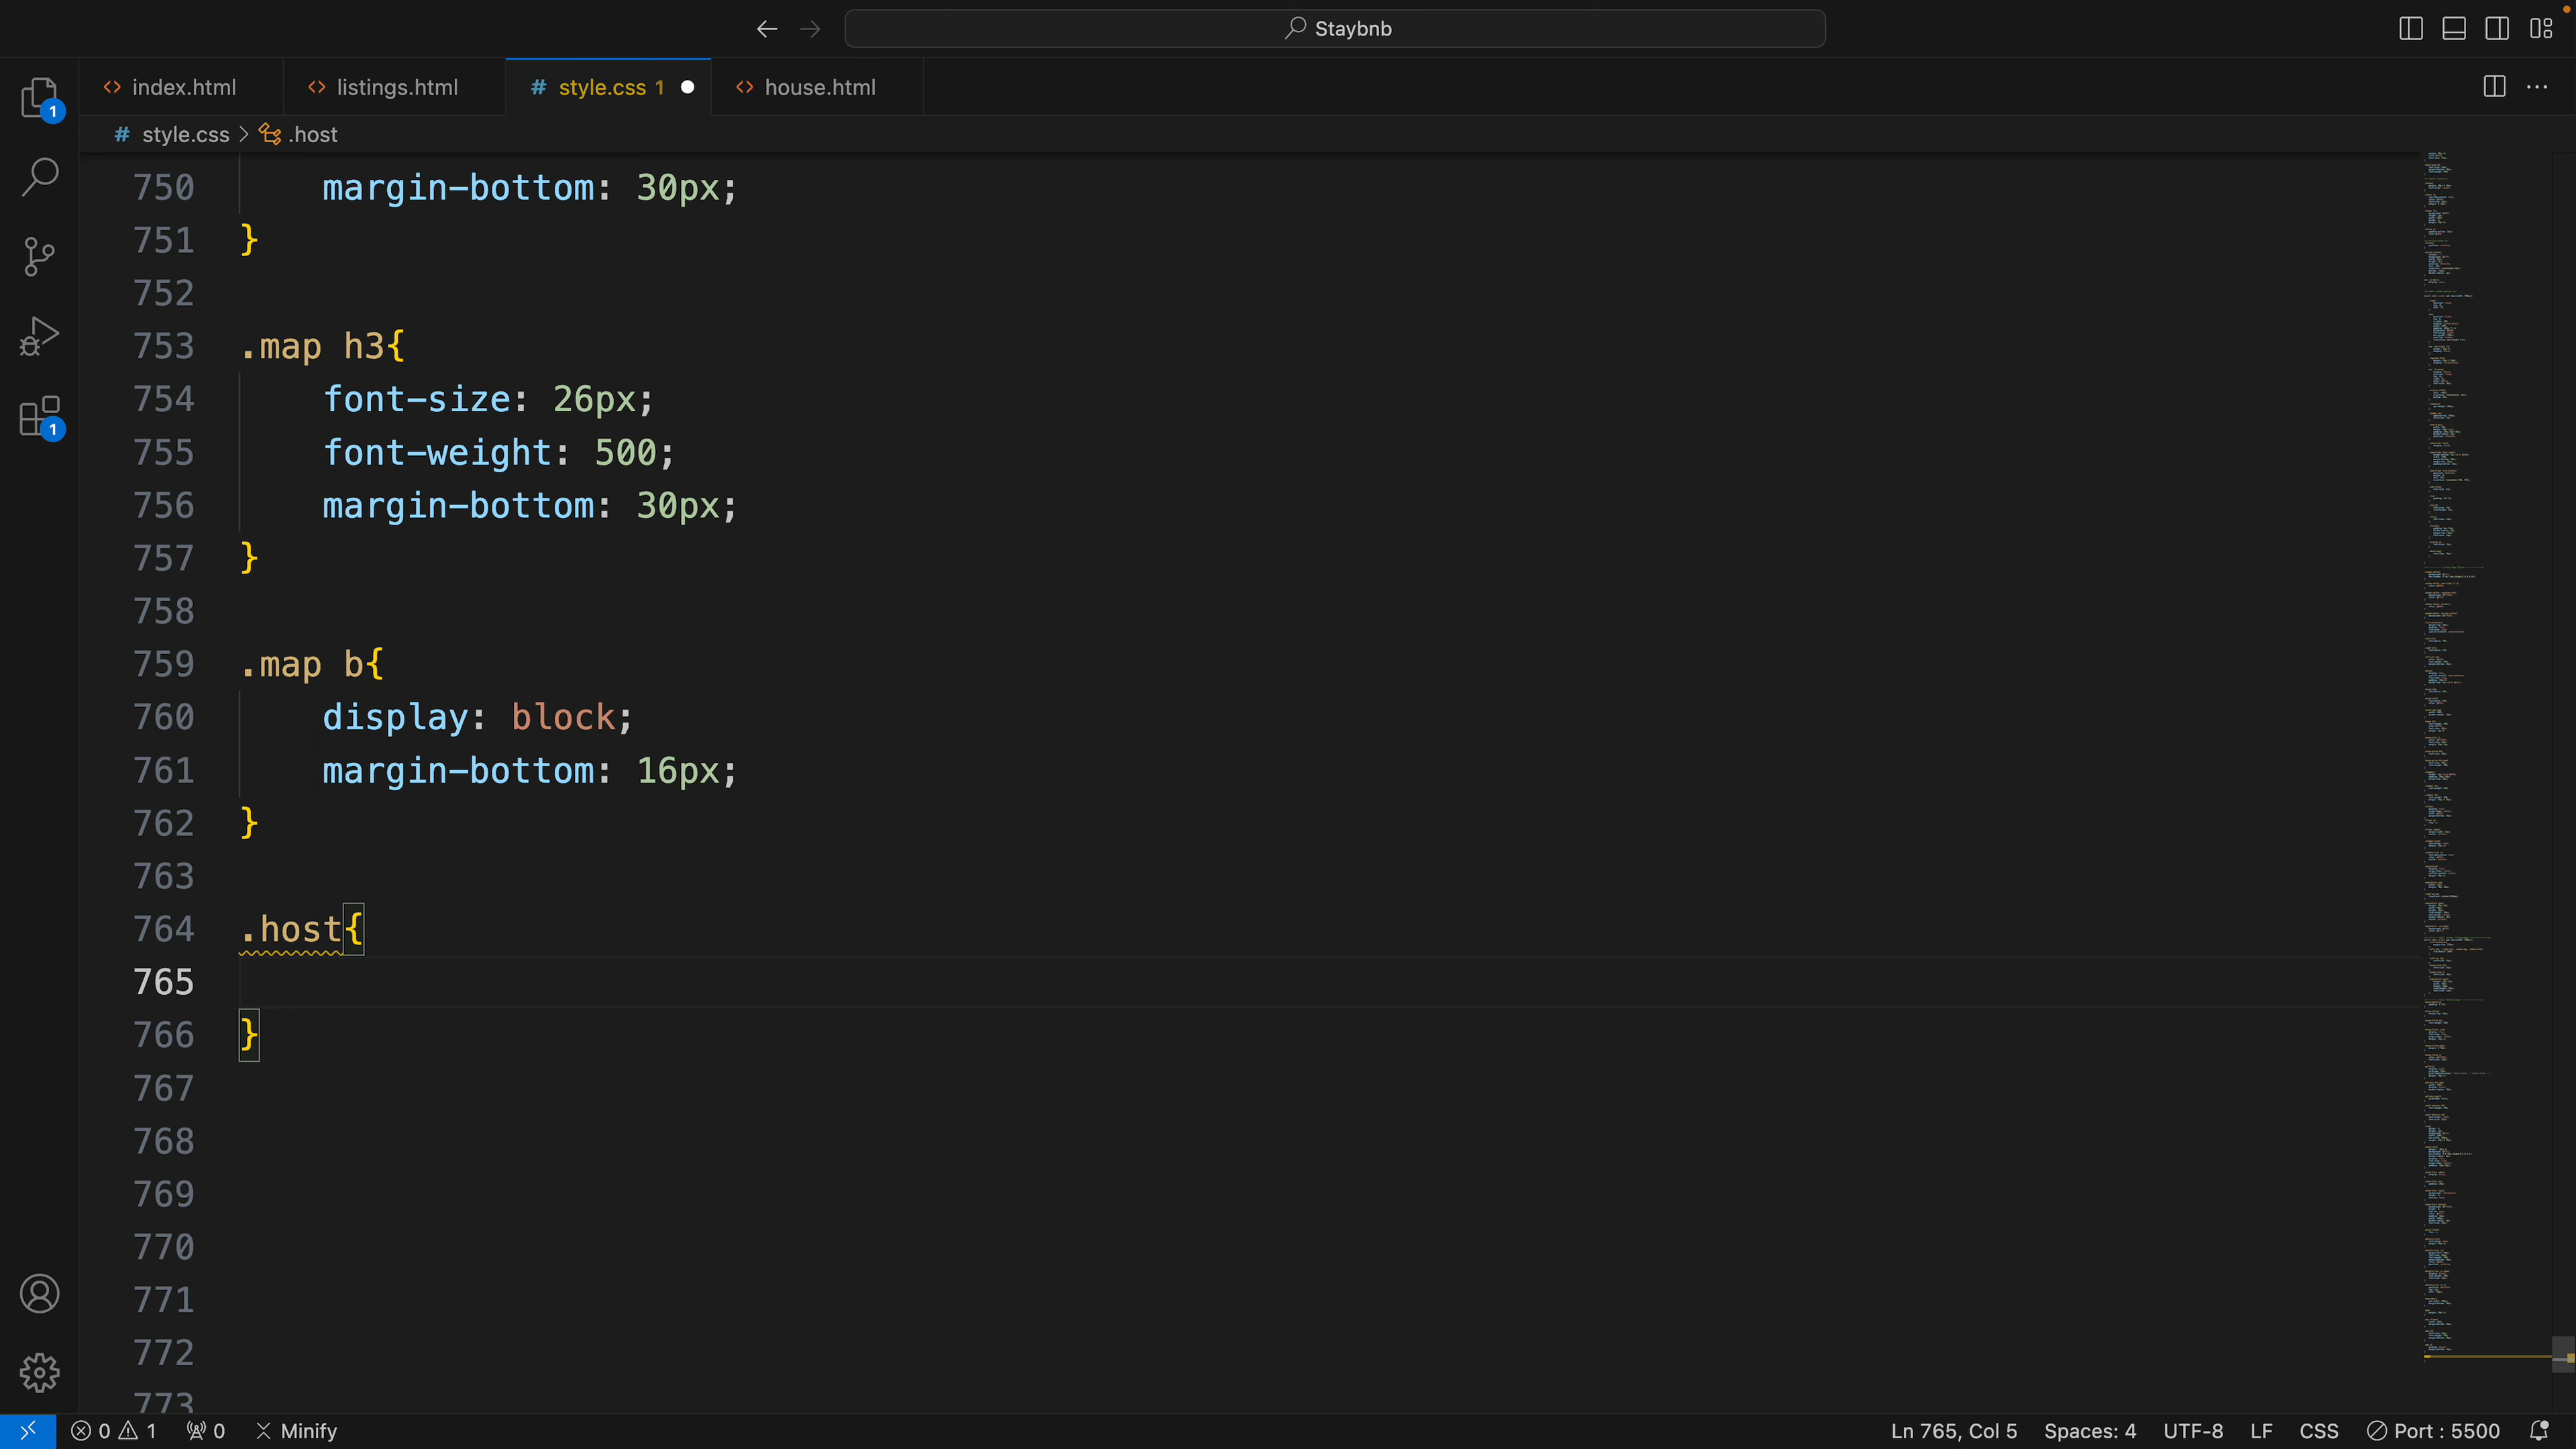 Staybnb
index.html
listings.html
style.css 1
house.html
style.css > .host
750 margin-bottom: 30px;
751 }
752
753 .map h3{
754 font-size: 26px;
755 font-weight: 500;
756 margin-bottom: 30px;
757 }
758
759 .map b{
760 display: block;
761 margin-bottom: 16px;
762 }
763
764 .host{
765
766 }
767
768
769
770
771
772
773
1
1
0 1 0 Minify
Ln 765, Col 5 Spaces: 4 UTF-8 LF CSS Port : 5500